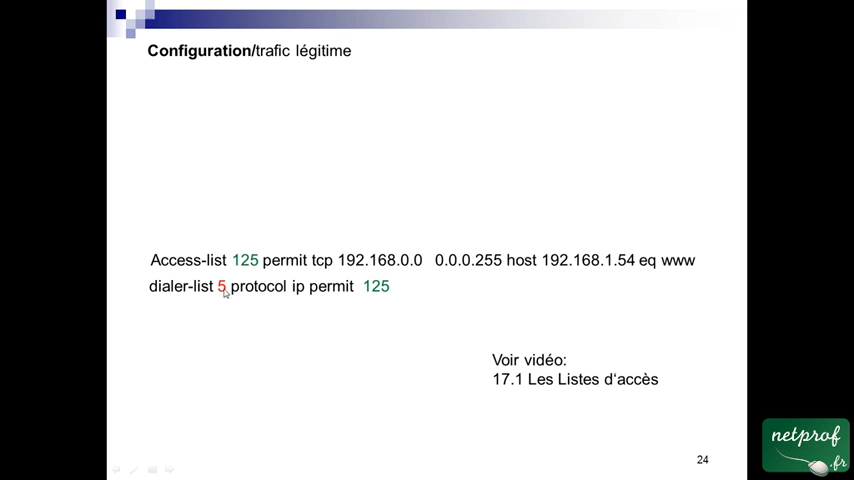 Configuration/trafic légitime
Access-list 125 permit tcp 192.168.0.0 0.0.0.255 host 192.168.1.54 eq www
dialer-list 5 protocol ip permit 125
Voir vidéo:
17.1 Les Listes d'accès
24
netprof
.fr